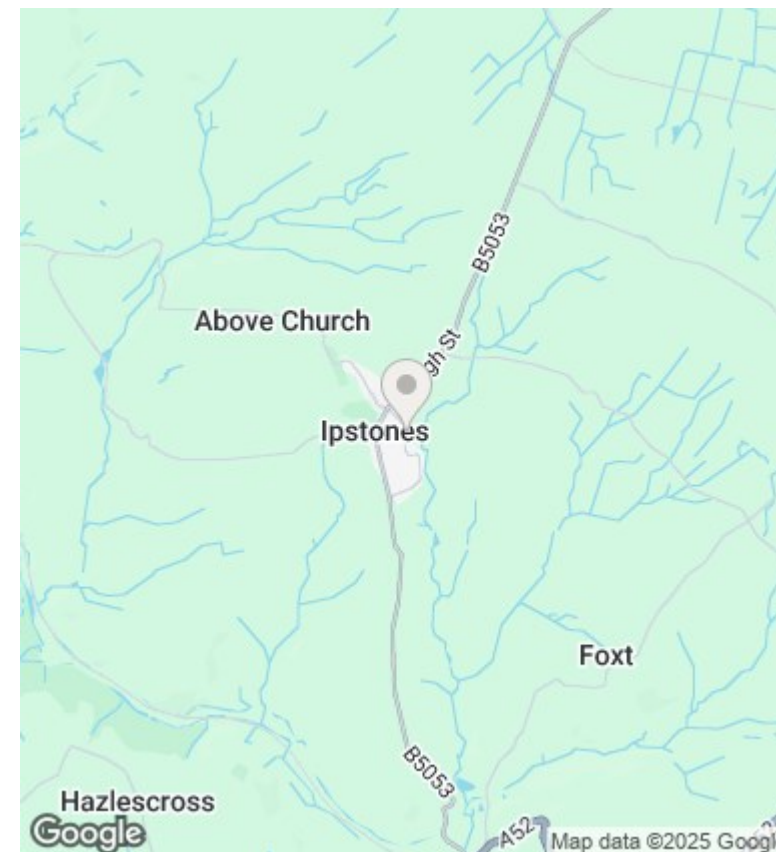 B5053
gh St
Above Church
Ipstones
Foxt
B5053
Hazlescross
A52
Google
Map data ©2025 Googl